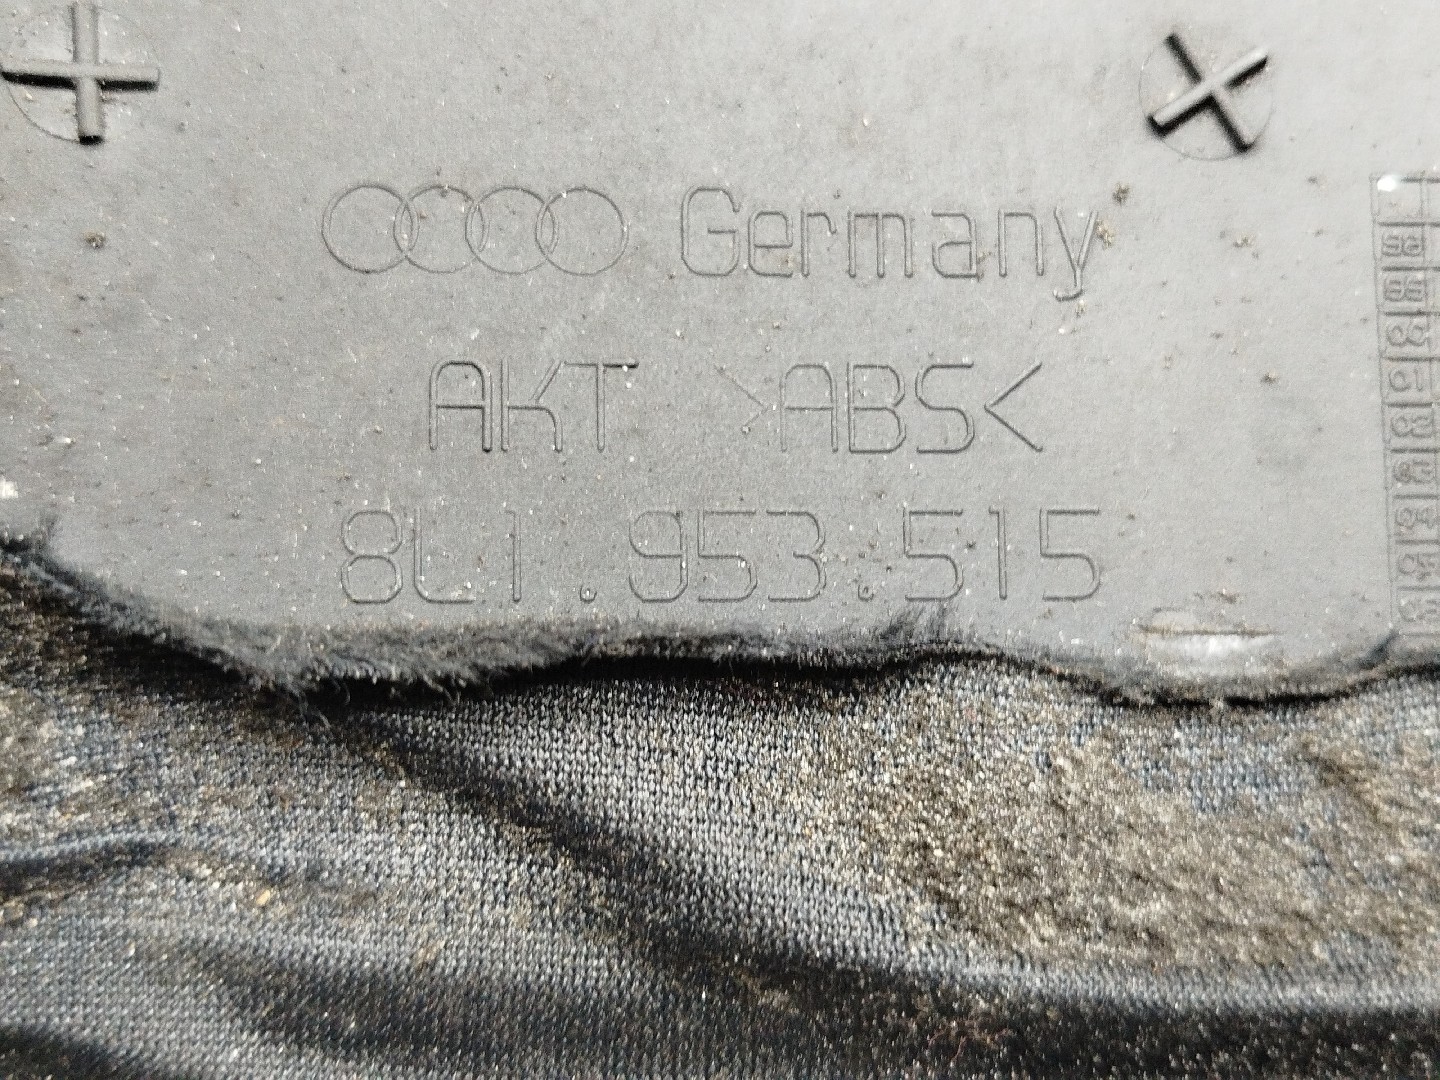 Germany
AKT >ABS<
8L1.953.515